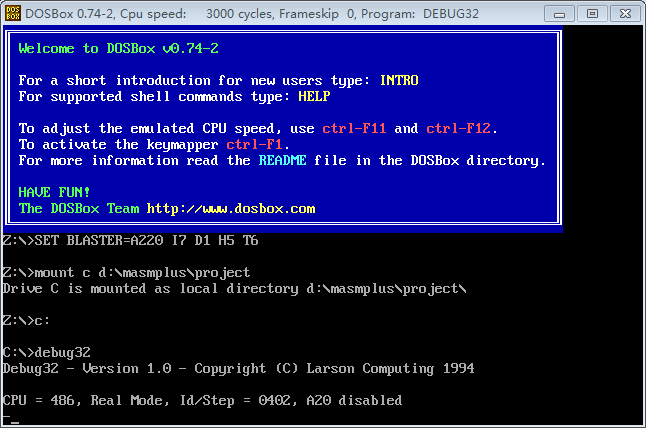 DOSBox 0.74-2, Cpu speed: 3000 cycles, Frameskip 0, Program: DEBUG32
Welcome to DOSBox v0.74-2
For a short introduction for new users type: INTRO
For supported shell commands type: HELP
To adjust the emulated CPU speed, use ctrl-F11 and ctrl-F12.
To activate the keymapper ctrl-F1.
For more information read the README file in the DOSBox directory.
HAVE FUN!
The DOSBox Team http://www.dosbox.com
Z:\>SET BLASTER=A220 I7 D1 H5 T6
Z:\>mount c d:\masmplus\project
Drive C is mounted as local directory d:\masmplus\project\
Z:\>c:
C:\>debug32
Debug32 - Version 1.0 - Copyright (C) Larson Computing 1994
CPU = 486, Real Mode, Id/Step = 0402, A20 disabled
-_